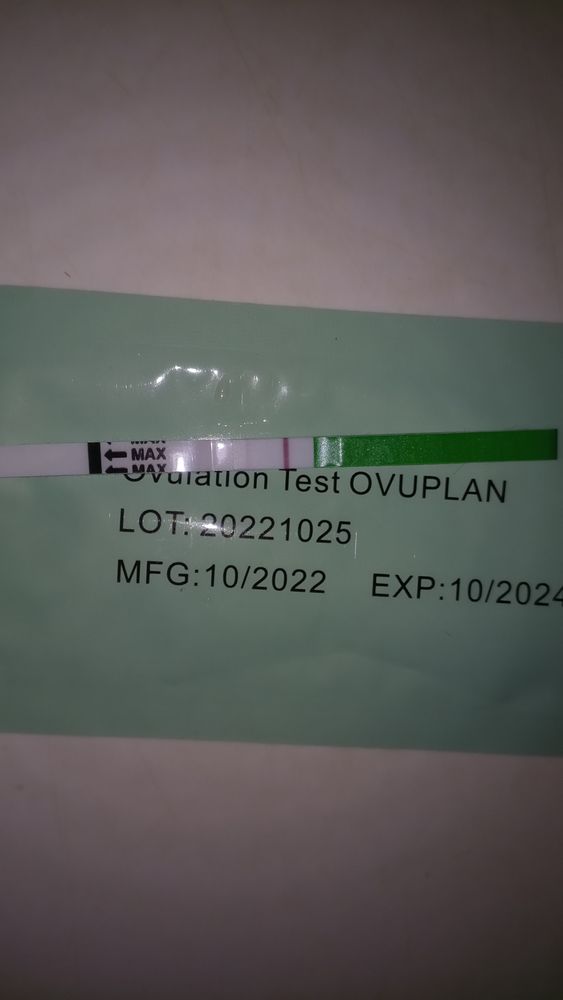 MAX
MAX
MAX
Ovulation Test OVUPLAN
LOT: 20221025
MFG:10/2022 EXP:10/2024